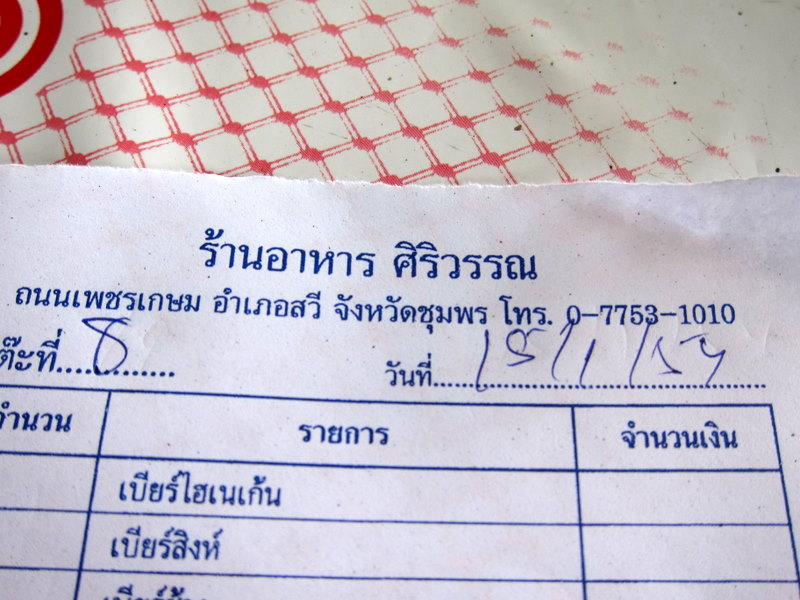 ร้านอาหาร ศิริวรรณ
ถนนเพชรเกษม อำเภอสวี จังหวัดชุมพร โทร. 0-7753-1010
ต๊ะที่....8......... วันที่......15/1/54......
จำนวน รายการ จำนวนเงิน
เบียร์ไฮเนเก้น
เบียร์สิงห์